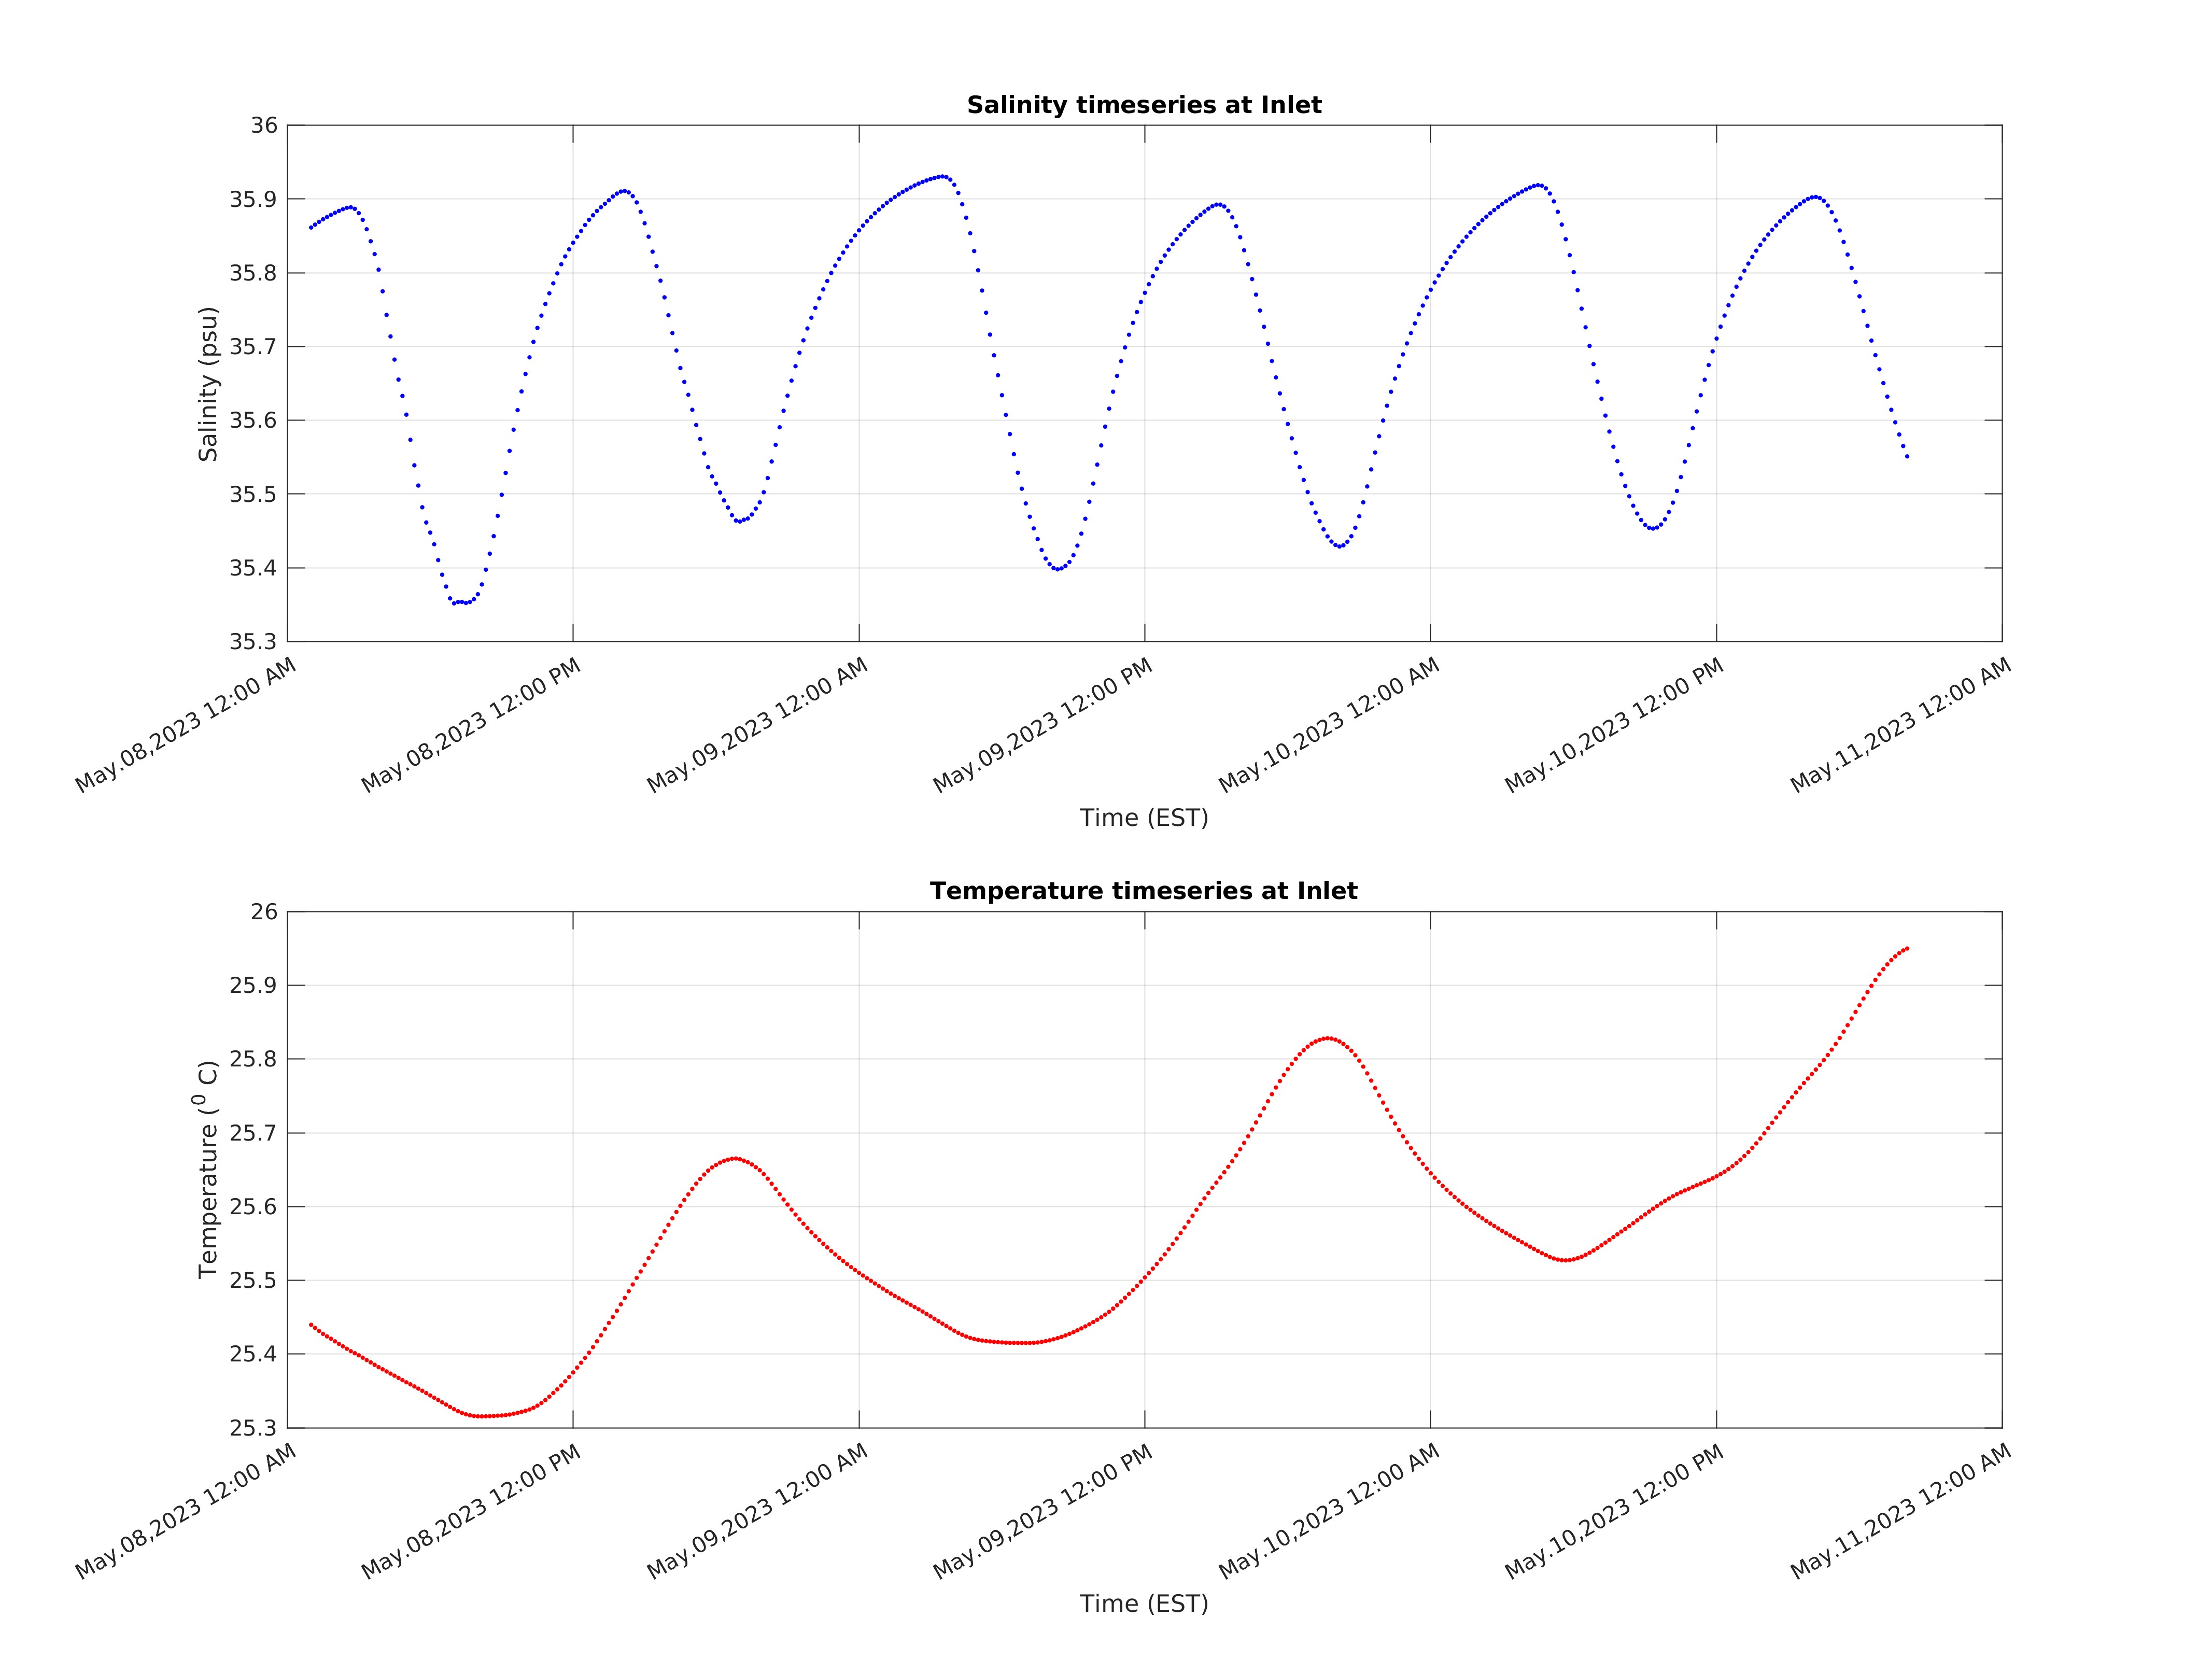 Salinity timeseries at Inlet
36
35.9
35.8
35.7
35.6
35.5
35.4
35.3
Salinity (psu)
May.08,2023 12:00 AM
May.08,2023 12:00 PM
May.09,2023 12:00 AM
May.09,2023 12:00 PM
May.10,2023 12:00 AM
May.10,2023 12:00 PM
May.11,2023 12:00 AM
Time (EST)
Temperature timeseries at Inlet
26
25.9
25.8
25.7
25.6
25.5
25.4
25.3
Temperature (⁰ C)
May.08,2023 12:00 AM
May.08,2023 12:00 PM
May.09,2023 12:00 AM
May.09,2023 12:00 PM
May.10,2023 12:00 AM
May.10,2023 12:00 PM
May.11,2023 12:00 AM
Time (EST)